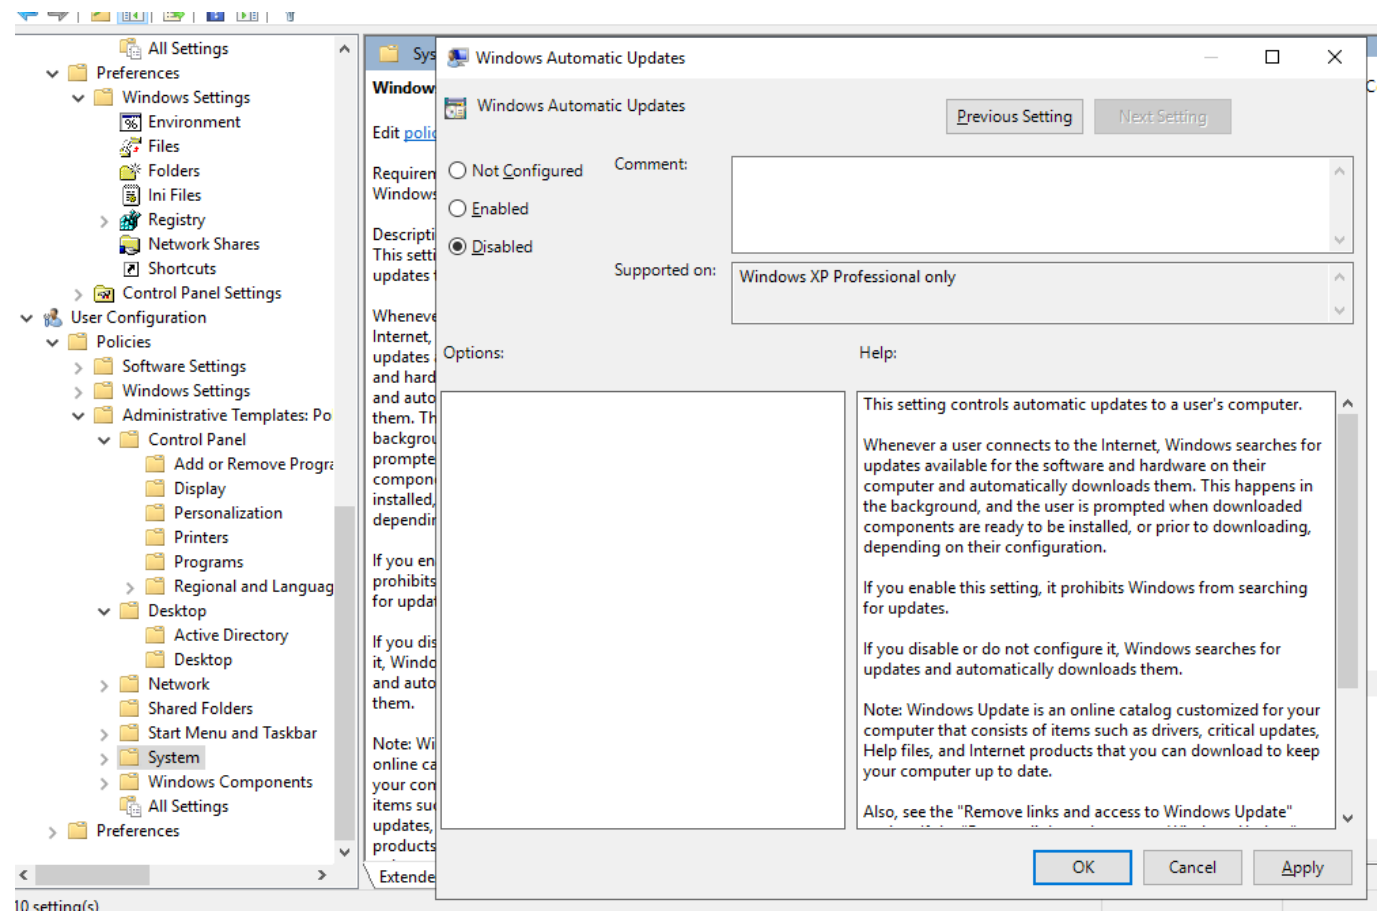 All Settings
Preferences
Windows Settings
Environment
Files
Folders
Ini Files
Registry
Network Shares
Shortcuts
Control Panel Settings
User Configuration
Policies
Software Settings
Windows Settings
Administrative Templates: Po
Control Panel
Add or Remove Progra
Display
Personalization
Printers
Programs
Regional and Languag
Desktop
Active Directory
Desktop
Network
Shared Folders
Start Menu and Taskbar
System
Windows Components
All Settings
Preferences
10 setting(s)
Sys
Window
Edit polic
Requiren
Windows
Descripti
This setti
updates
Wheneve
Internet,
updates
and hard
and auto
them. Th
backgrou
prompte
compon
installed,
dependin
If you en
prohibits
for updat
If you dis
it, Windo
and auto
them.
Note: Wi
online ca
your com
items suc
updates,
products
Extende
Windows Automatic Updates
Windows Automatic Updates
Previous Setting
Next Setting
Not Configured
Enabled
Disabled
Comment:
Supported on:
Windows XP Professional only
Options:
Help:
This setting controls automatic updates to a user's computer.
Whenever a user connects to the Internet, Windows searches for
updates available for the software and hardware on their
computer and automatically downloads them. This happens in
the background, and the user is prompted when downloaded
components are ready to be installed, or prior to downloading,
depending on their configuration.
If you enable this setting, it prohibits Windows from searching
for updates.
If you disable or do not configure it, Windows searches for
updates and automatically downloads them.
Note: Windows Update is an online catalog customized for your
computer that consists of items such as drivers, critical updates,
Help files, and Internet products that you can download to keep
your computer up to date.
Also, see the "Remove links and access to Windows Update"
OK
Cancel
Apply